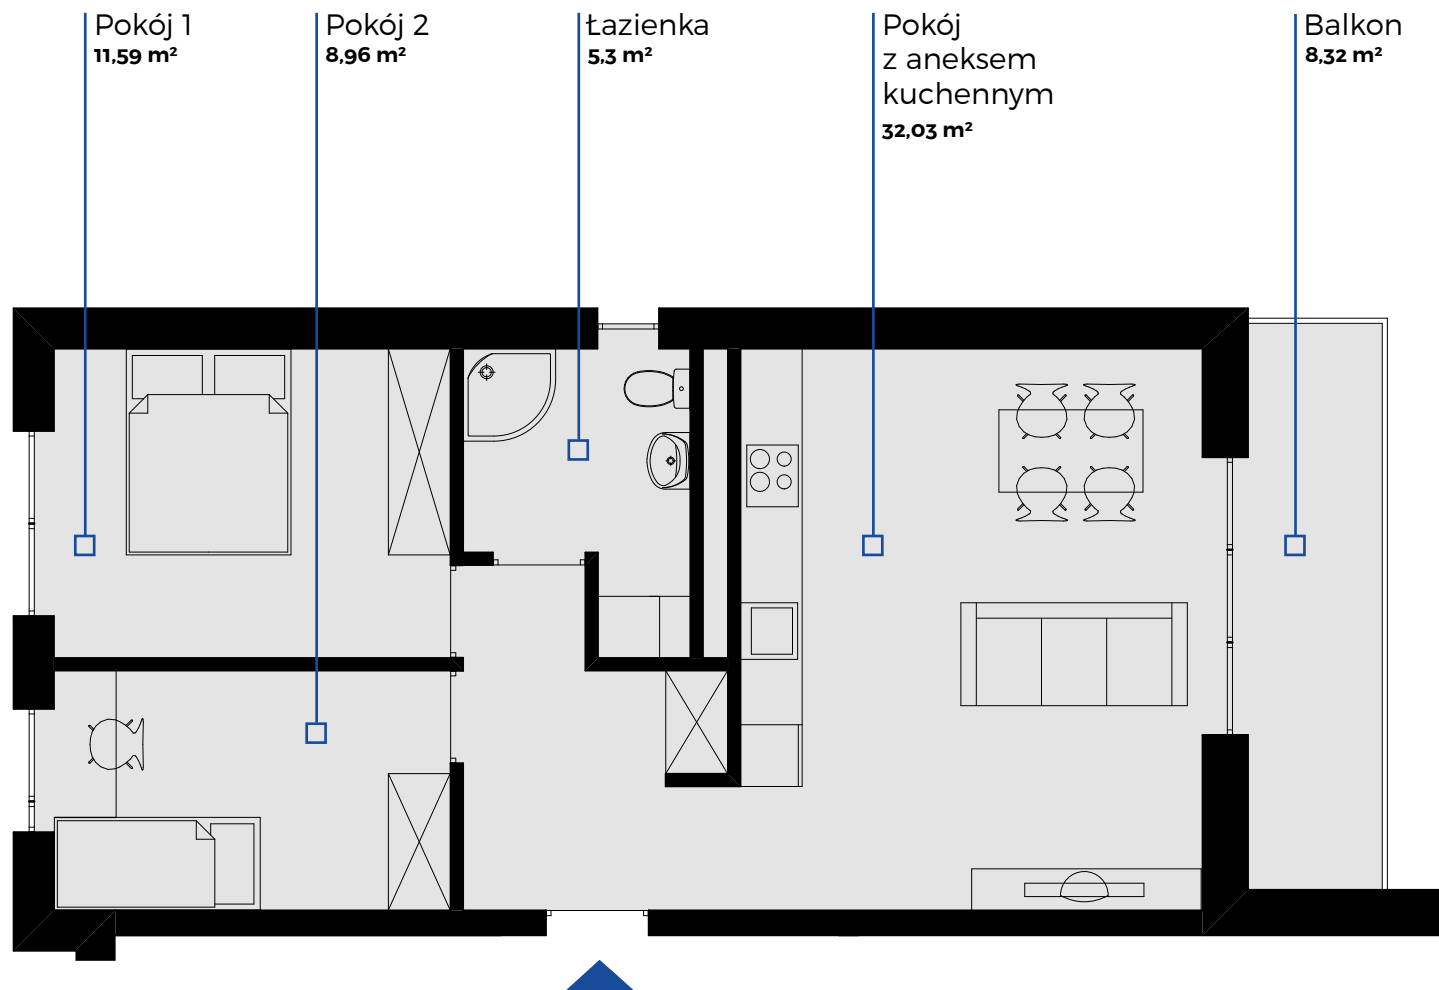 Pokój 1
11,59 m²
Pokój 2
8,96 m²
Łazienka
5,3 m²
Pokój
z aneksem
kuchennym
32,03 m²
Balkon
8,32 m²